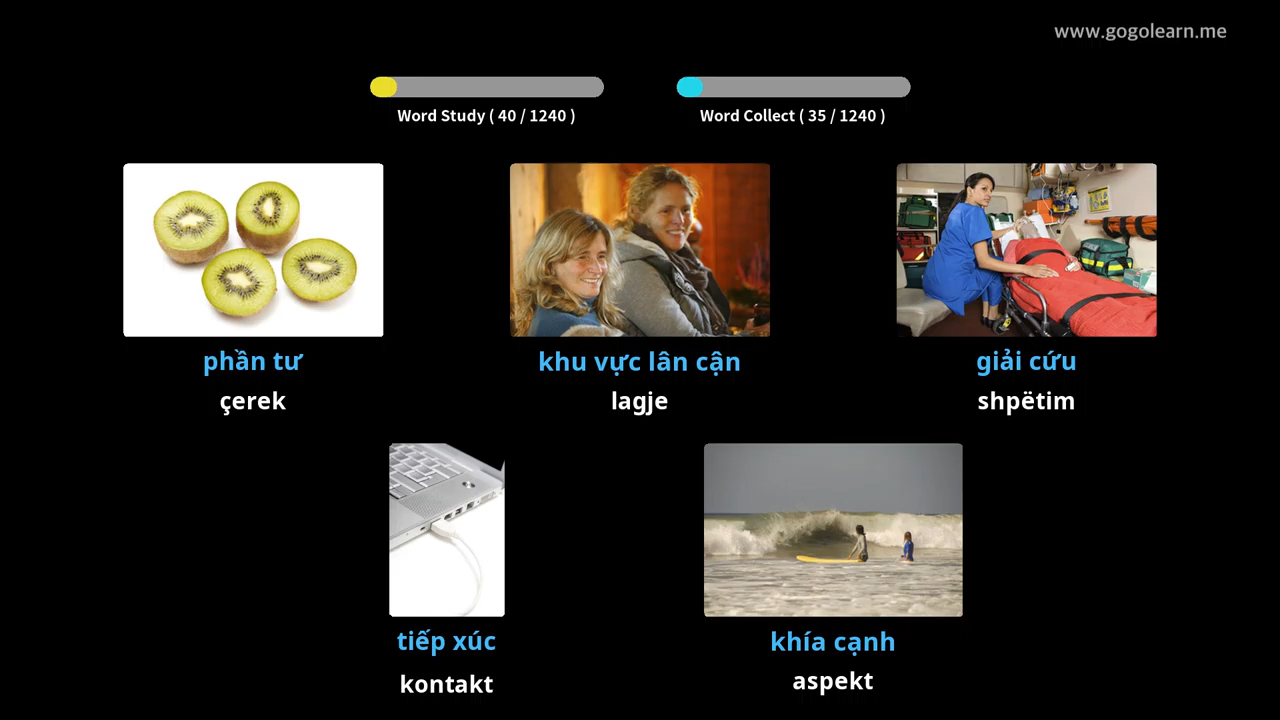 www.gogolearn.me
Word Study ( 40 / 1240 )
Word Collect ( 35 / 1240 )
phần tư
çerek
khu vực lân cận
lagje
giải cứu
shpëtim
tiếp xúc
kontakt
khía cạnh
aspekt